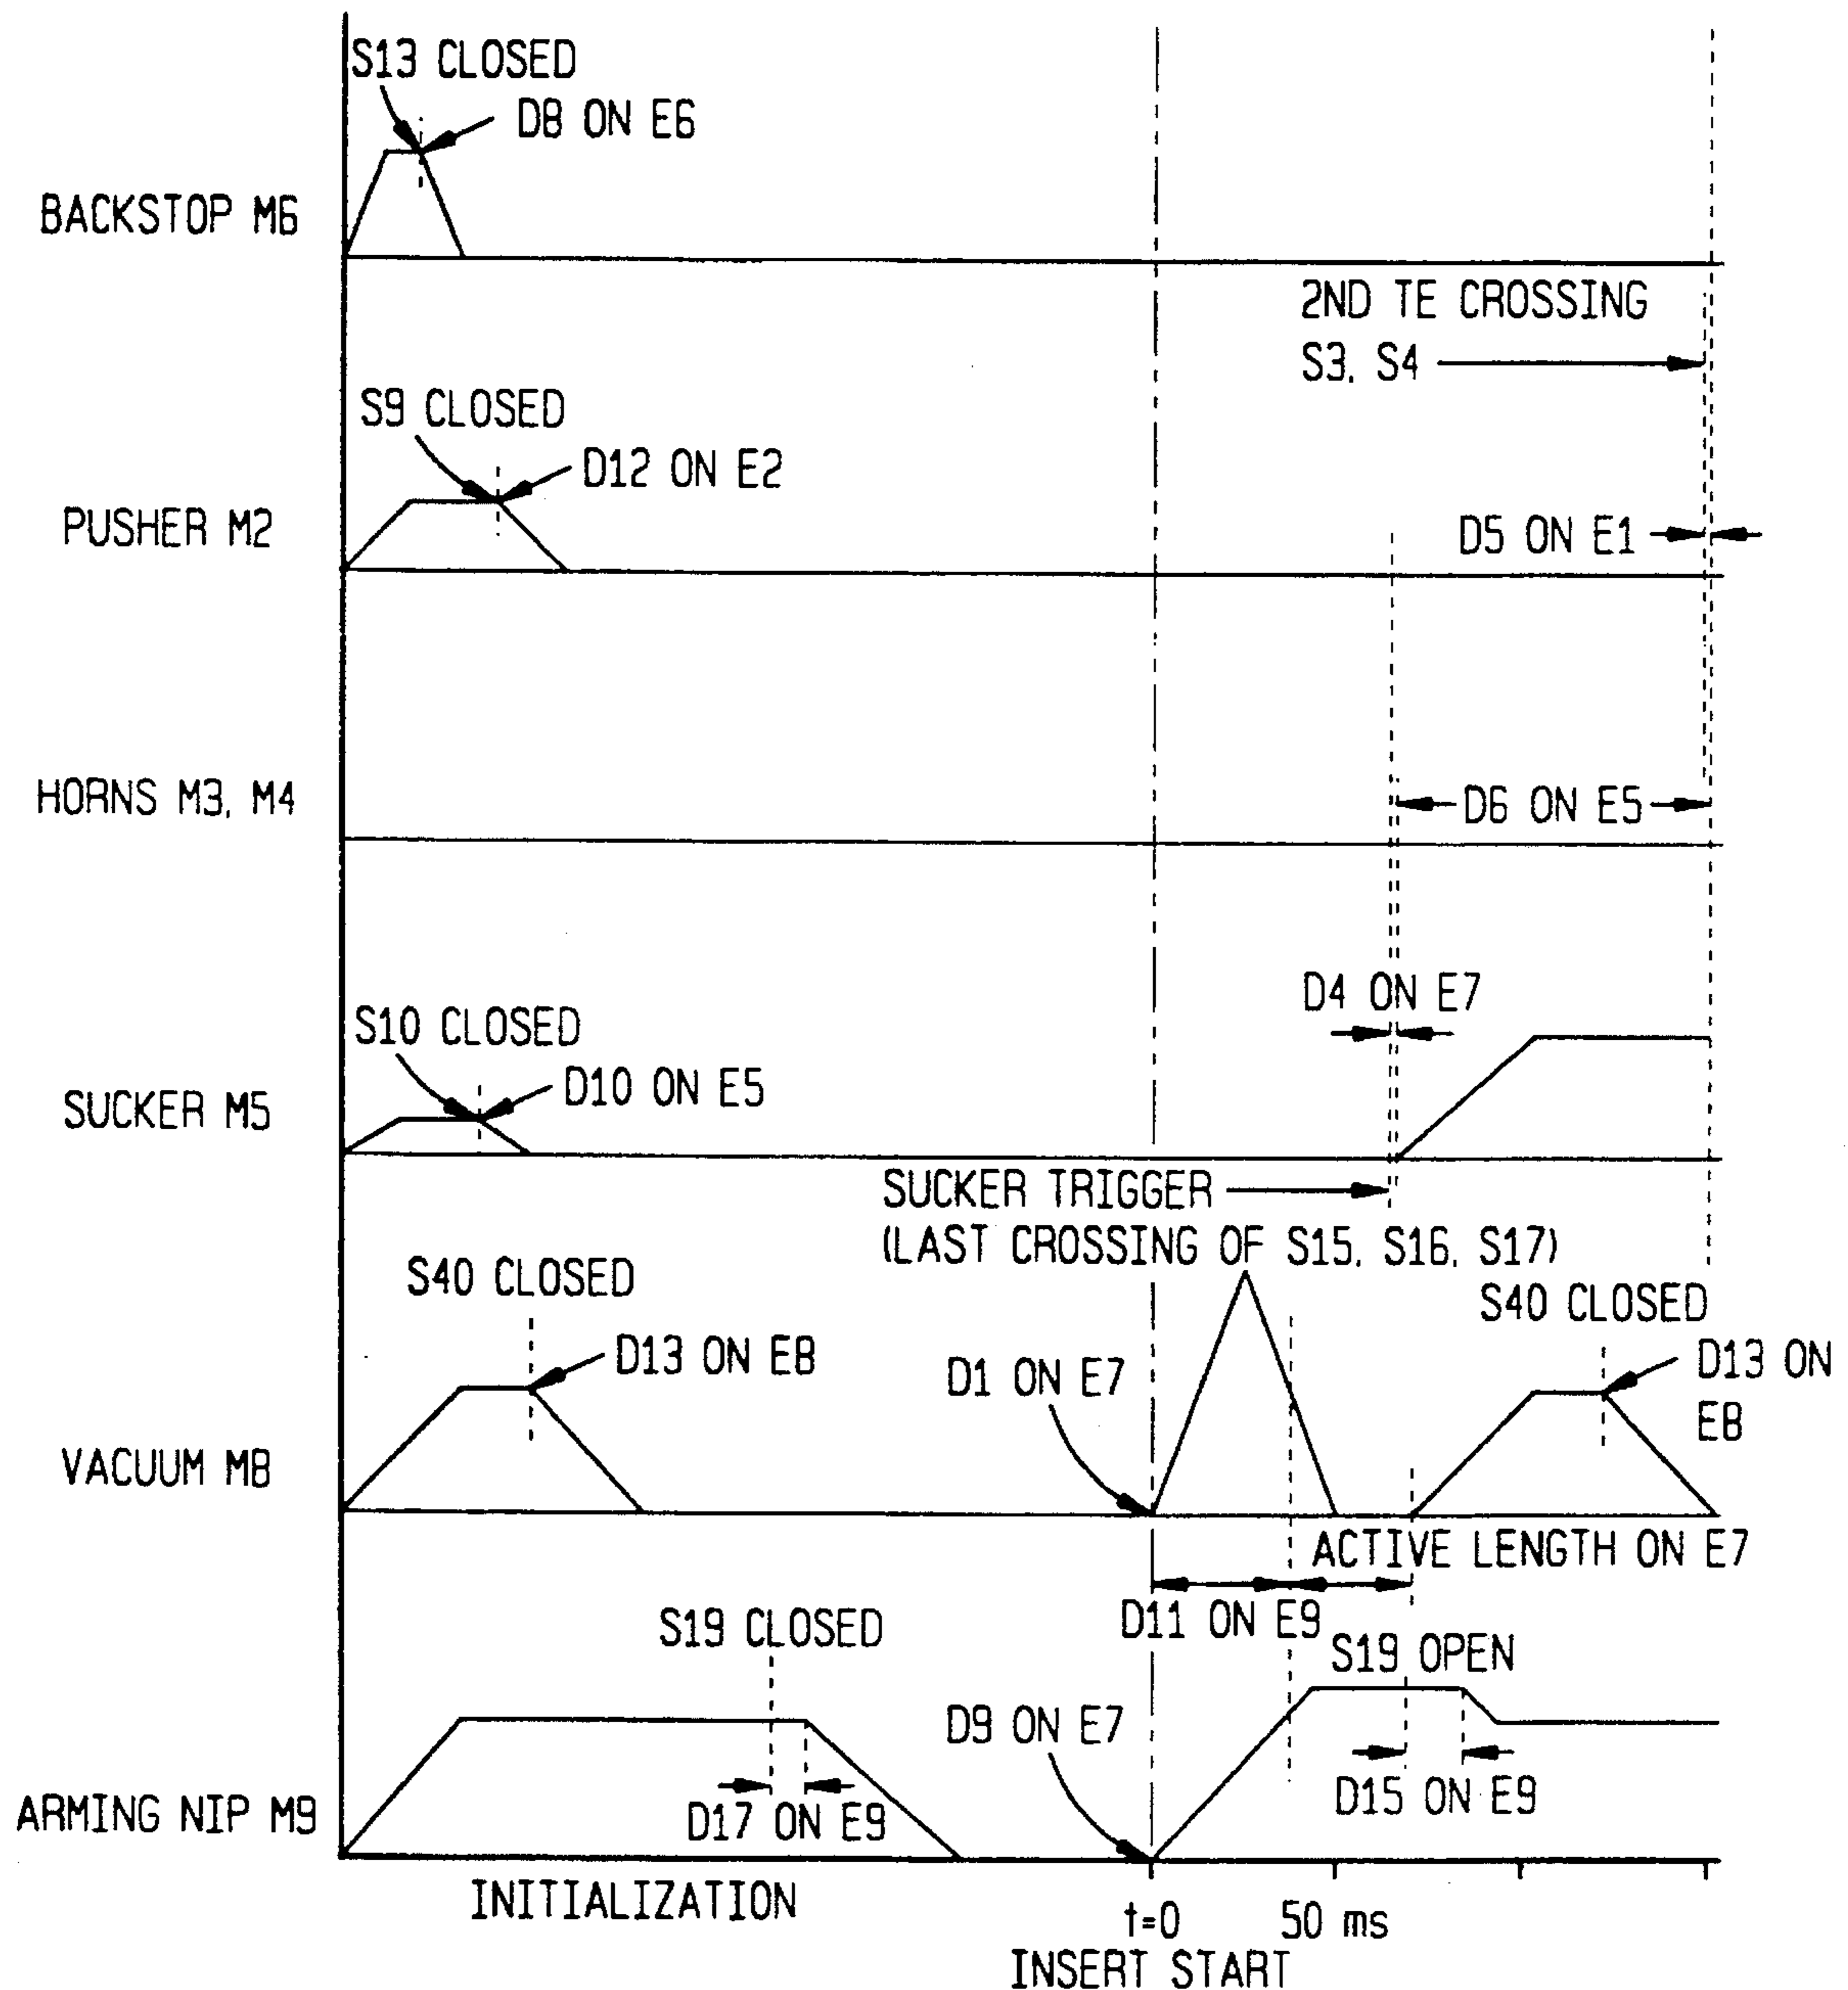 S13 CLOSED
D8 ON E6
BACKSTOP M6
2ND TE CROSSING
S3, S4
S9 CLOSED
D12 ON E2
PUSHER M2
D5 ON E1
HORNS M3, M4
D6 ON E5
D4 ON E7
S10 CLOSED
D10 ON E5
SUCKER M5
SUCKER TRIGGER
(LAST CROSSING OF S15, S16, S17)
S40 CLOSED
S40 CLOSED
D13 ON E8
D1 ON E7
D13 ON
E8
VACUUM M8
ACTIVE LENGTH ON E7
D11 ON E9
S19 CLOSED
S19 OPEN
D9 ON E7
D17 ON E9
D15 ON E9
ARMING NIP M9
INITIALIZATION
t=0
50 ms
INSERT START